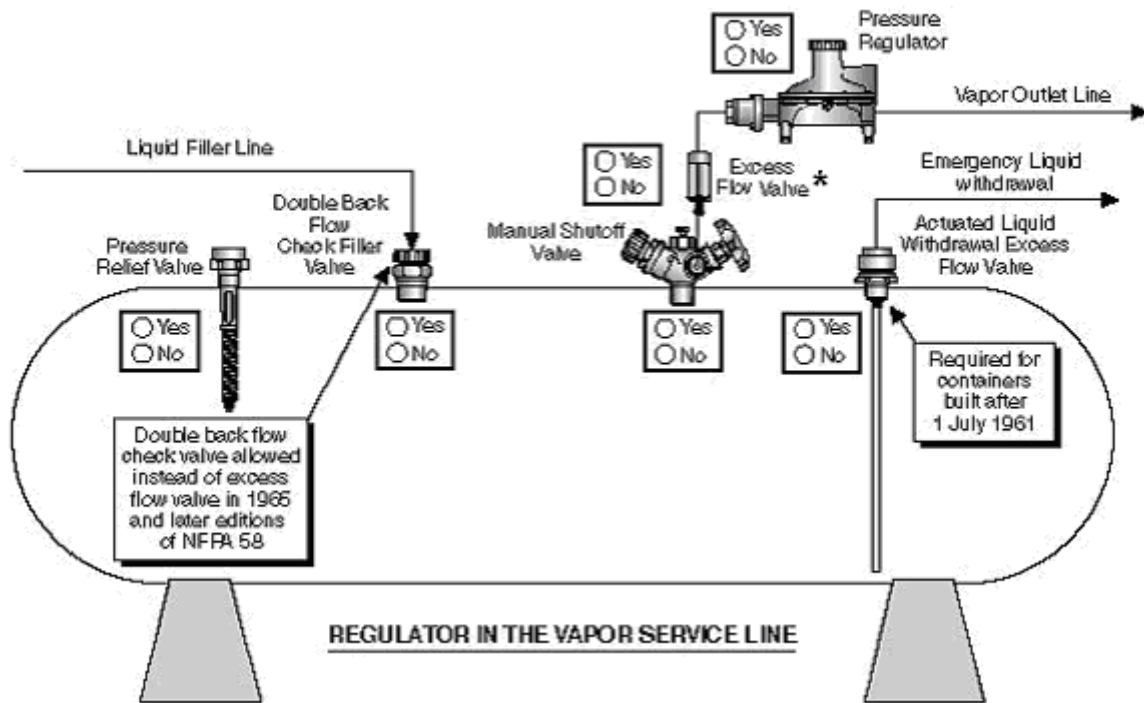 Yes
No
Pressure
Regulator
Vapor Outlet Line
Liquid Filler Line
Yes
No
Excess
Flow Valve *
Emergency Liquid
withdrawal
Double Back
Flow
Check Filler
Valve
Pressure
Relief Valve
Manual Shutoff
Valve
Actuated Liquid
Withdrawal Excess
Flow Valve
Yes
No
Yes
No
Yes
No
Yes
No
Required for
containers
built after
1 July 1961
Double back flow
check valve allowed
instead of excess
flow valve in 1965
and later editions
of NFPA 58
REGULATOR IN THE VAPOR SERVICE LINE